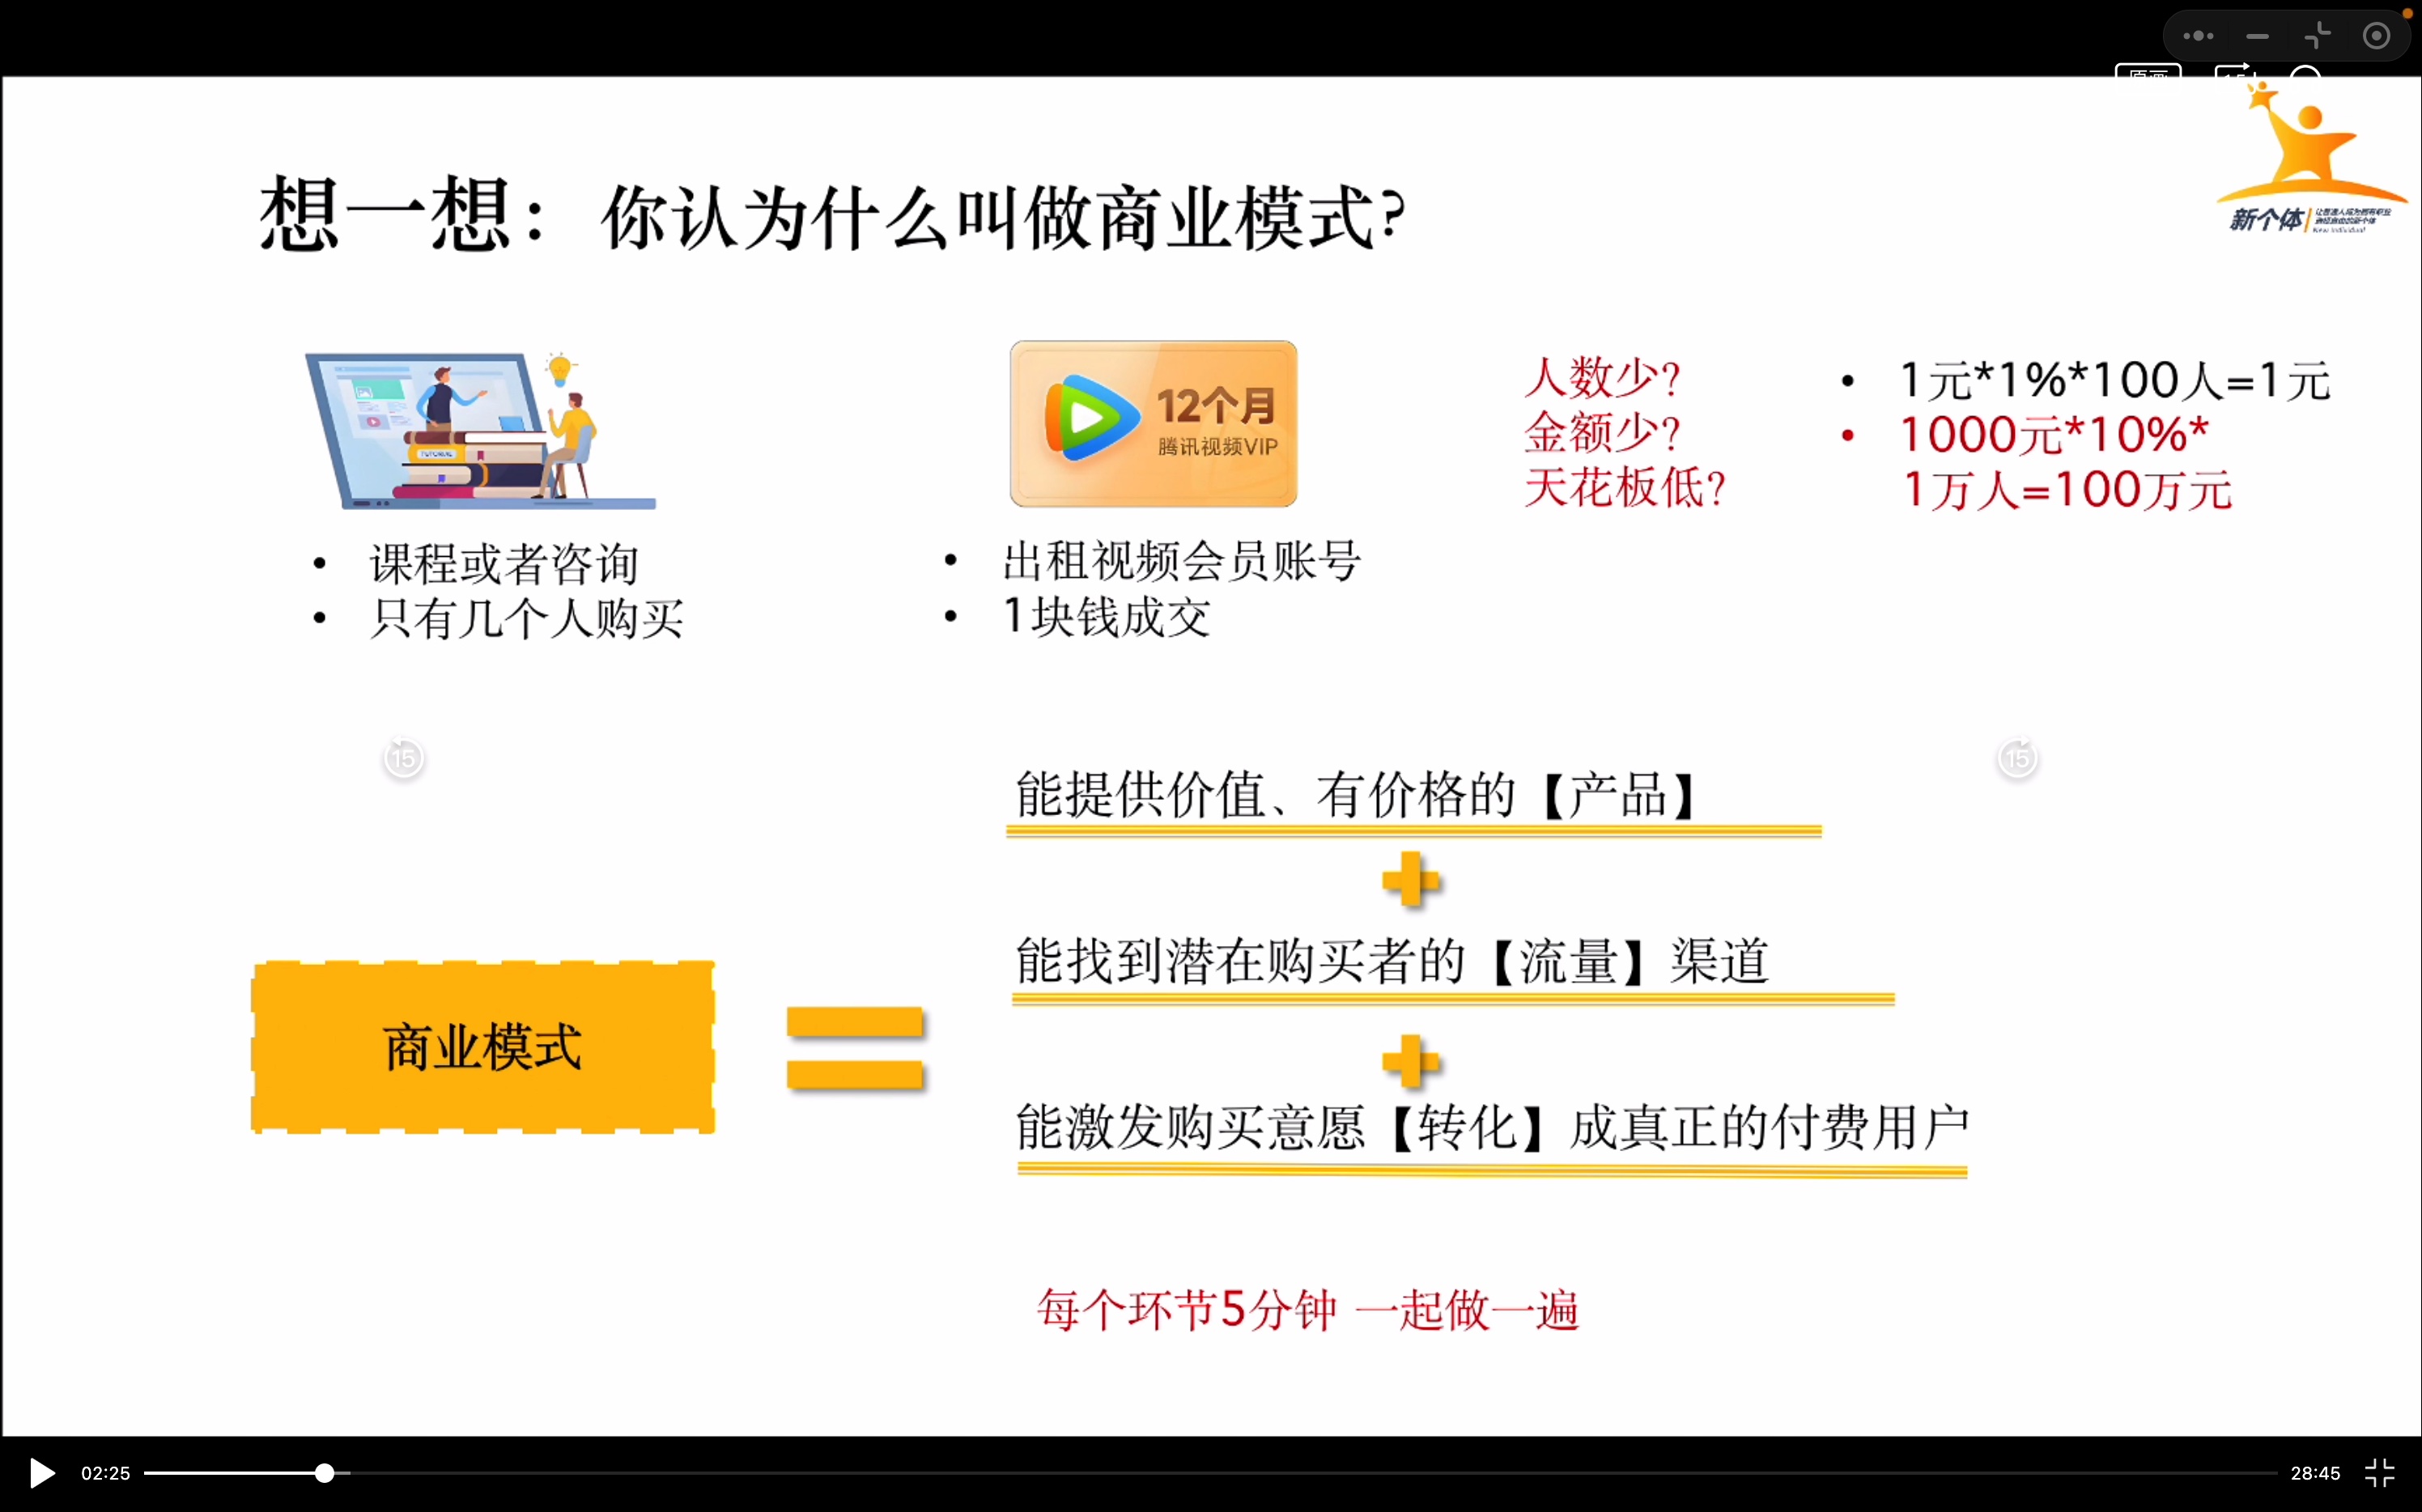 想一想：你认为什么叫做商业模式？
新个体
New Individual
12个月
腾讯视频VIP
TUTORIAL
人数少？
金额少？
天花板低？
• 1元*1%*100人=1元
• 1000元*10%*
1万人=100万元
• 课程或者咨询
• 只有几个人购买
• 出租视频会员账号
• 1块钱成交
15
15
能提供价值、有价格的【产品】
能找到潜在购买者的【流量】渠道
商业模式
能激发购买意愿【转化】成真正的付费用户
每个环节5分钟 一起做一遍
02:25
28:45